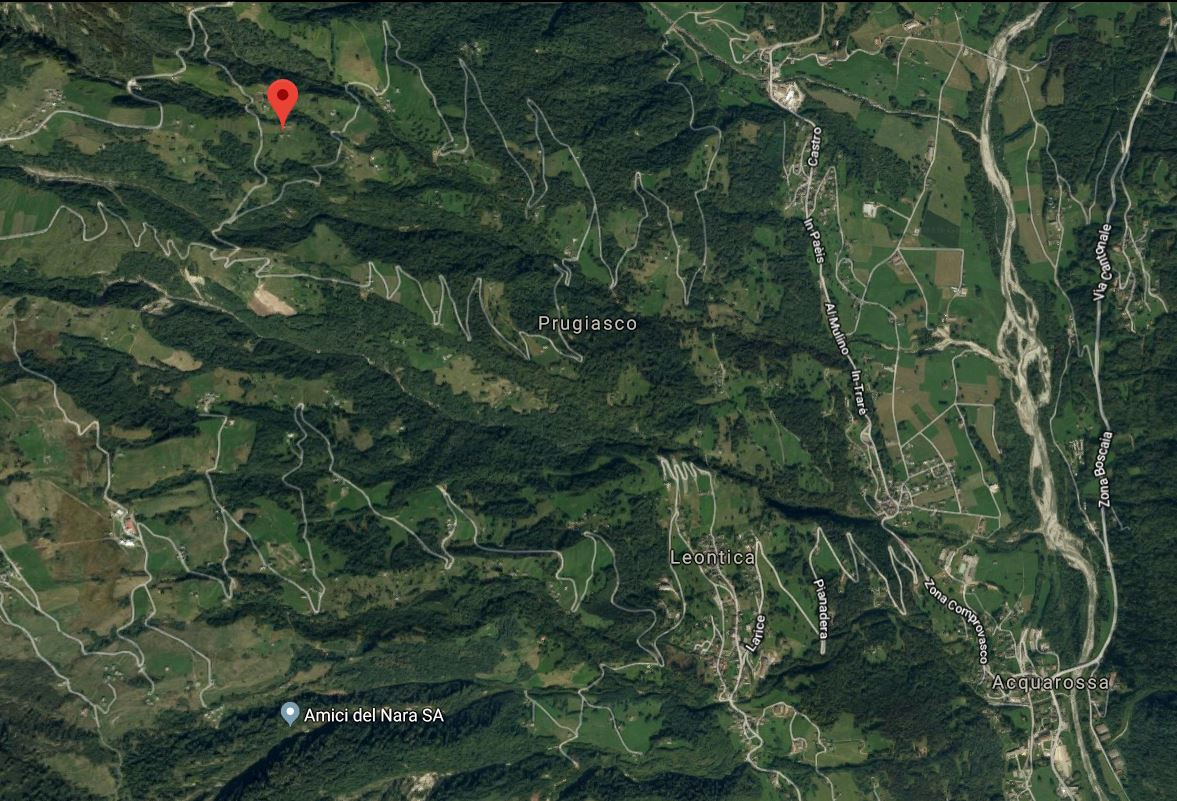 Castro
In Paèis
Via Cantonale
Al Mulino
Prugiasco
In-Traré
Zona Boscaia
Leontica
Pianadera
Zona Comprovasco
Larice
Acquarossa
Amici del Nara SA